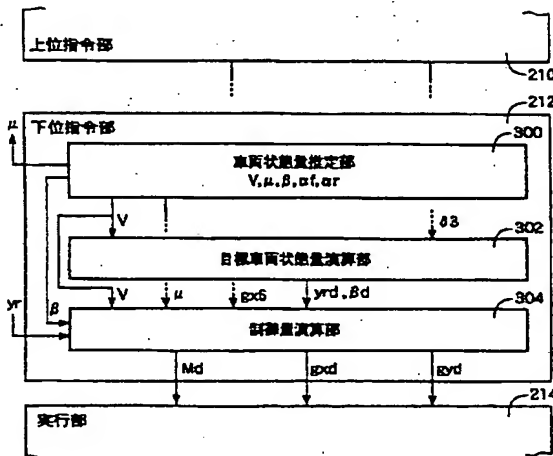 上位指令部
210
212
下位指令部
300
μ
車両状態量推定部
V,μ,β,αf,αr
V
δ3
302
目標車両状態量演算部
yr
β
V
μ
gx6
yrd,βd
304
制御量演算部
Md
gxd
gyd
214
実行部